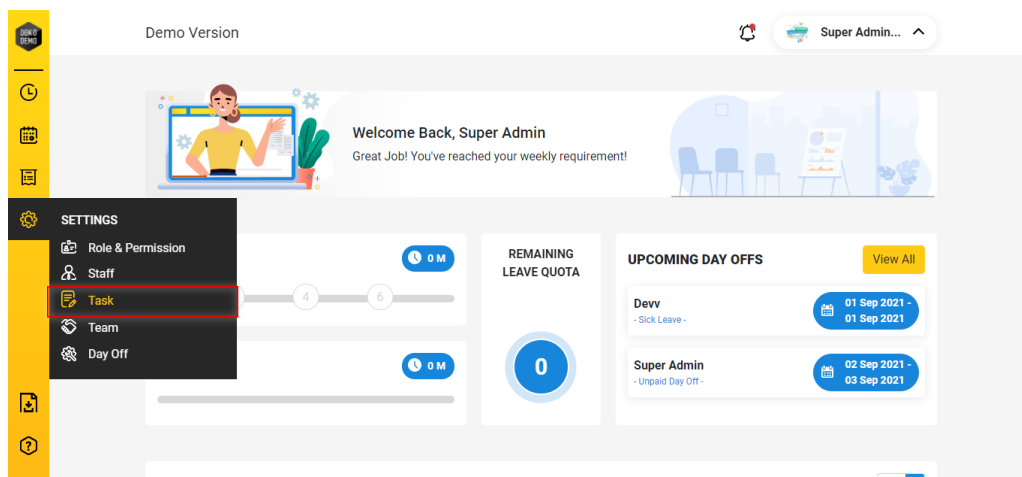 DEKO
DEMO
Demo Version
Super Admin...
Welcome Back, Super Admin
Great Job! You've reached your weekly requirement!
SETTINGS
Role & Permission
Staff
Task
Team
Day Off
0 M
4
6
0 M
REMAINING
LEAVE QUOTA
0
UPCOMING DAY OFFS
View All
Devv
- Sick Leave -
01 Sep 2021 -
01 Sep 2021
Super Admin
- Unpaid Day Off -
02 Sep 2021 -
03 Sep 2021